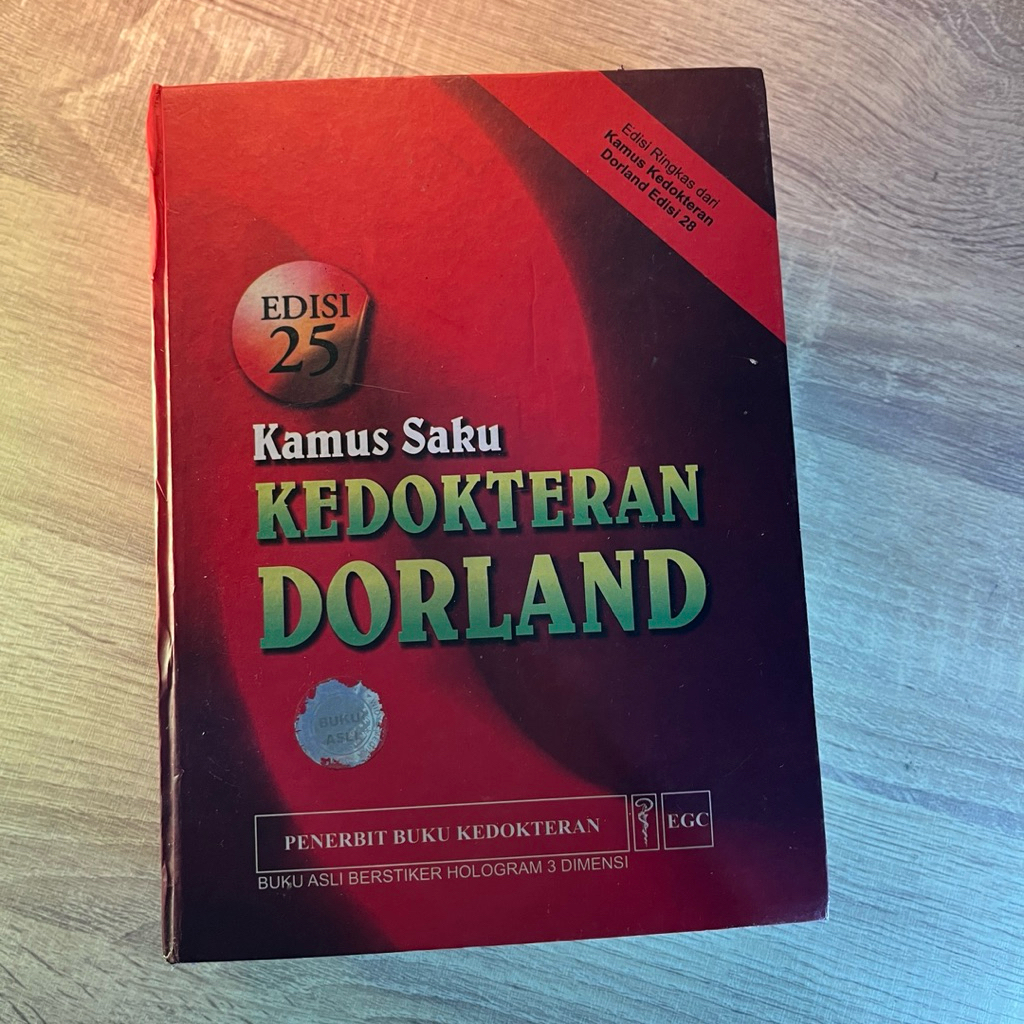 Edisi Ringkas dari
Kamus Kedokteran
Dorland Edisi 28
EDISI
25
Kamus Saku
KEDOKTERAN
DORLAND
BUKU
ASLI
PENERBIT BUKU KEDOKTERAN
EGC
BUKU ASLI BERSTIKER HOLOGRAM 3 DIMENSI